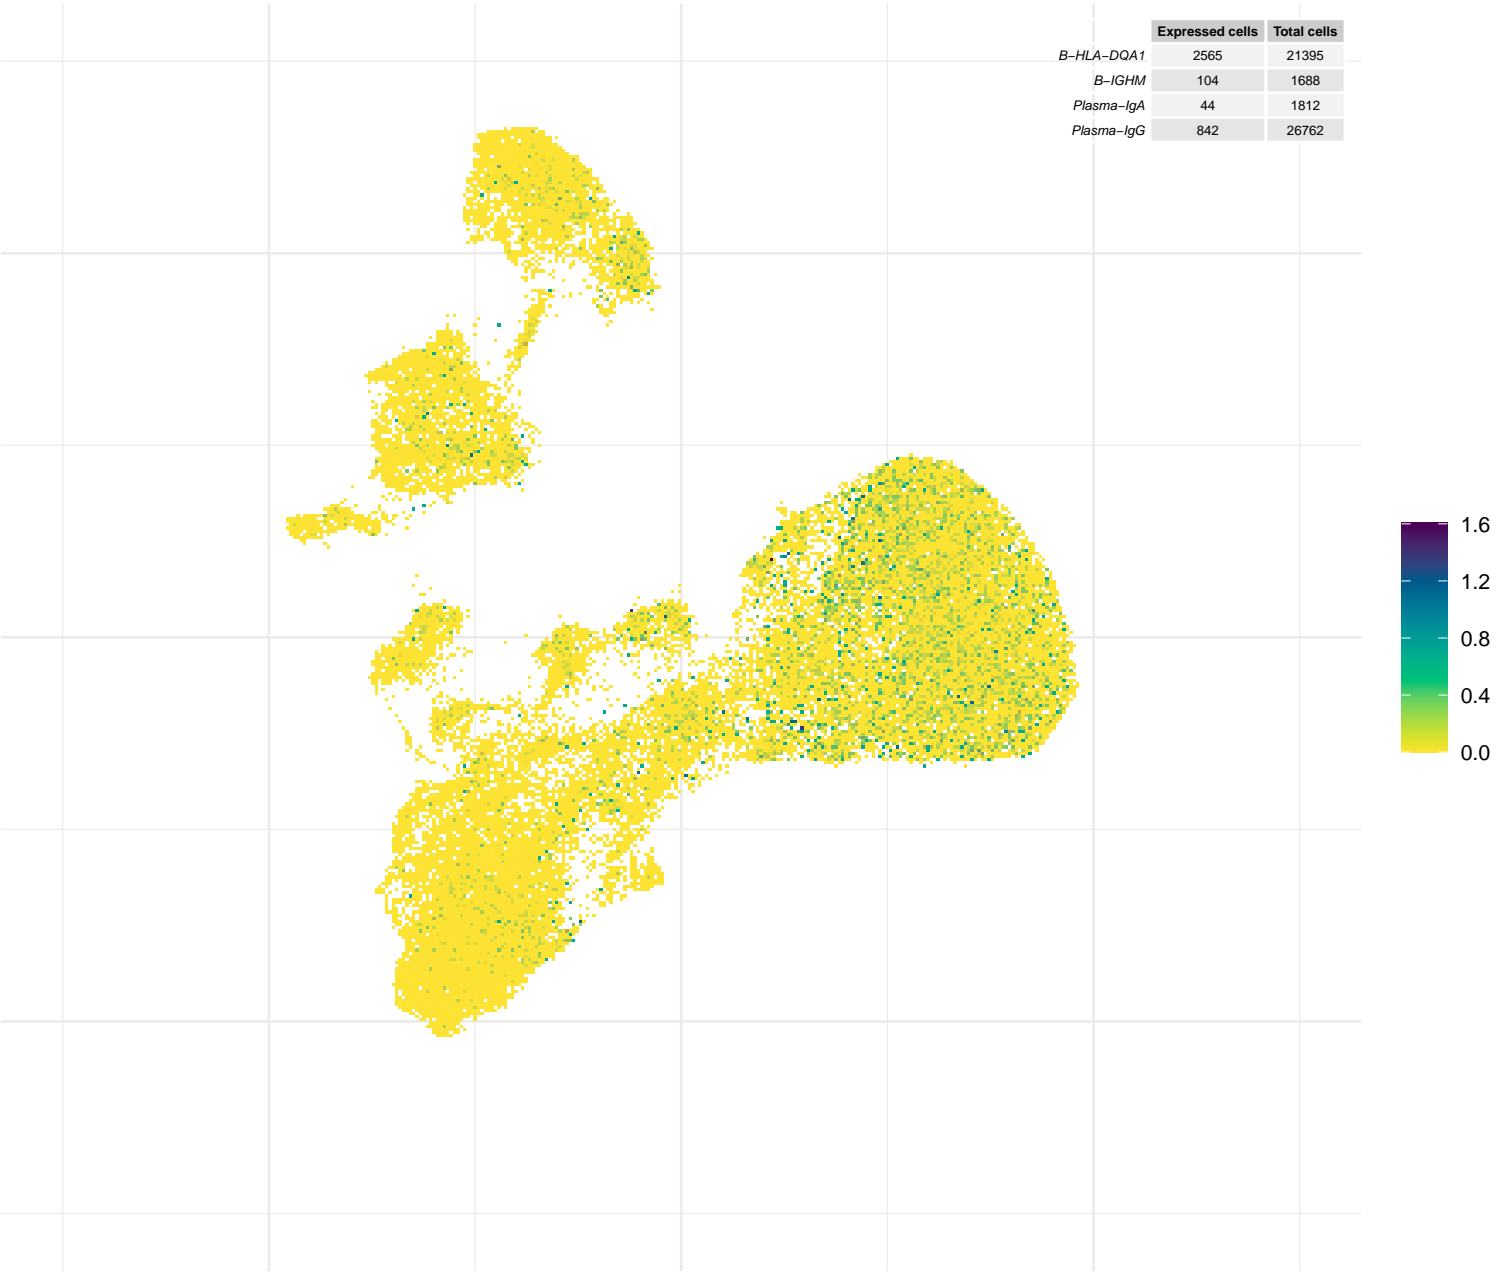 Expressed cells Total cells
B−HLA−DQA1 2565 21395
B−IGHM 104 1688
Plasma−IgA 44 1812
Plasma−IgG 842 26762
1.6
1.2
0.8
0.4
0.0